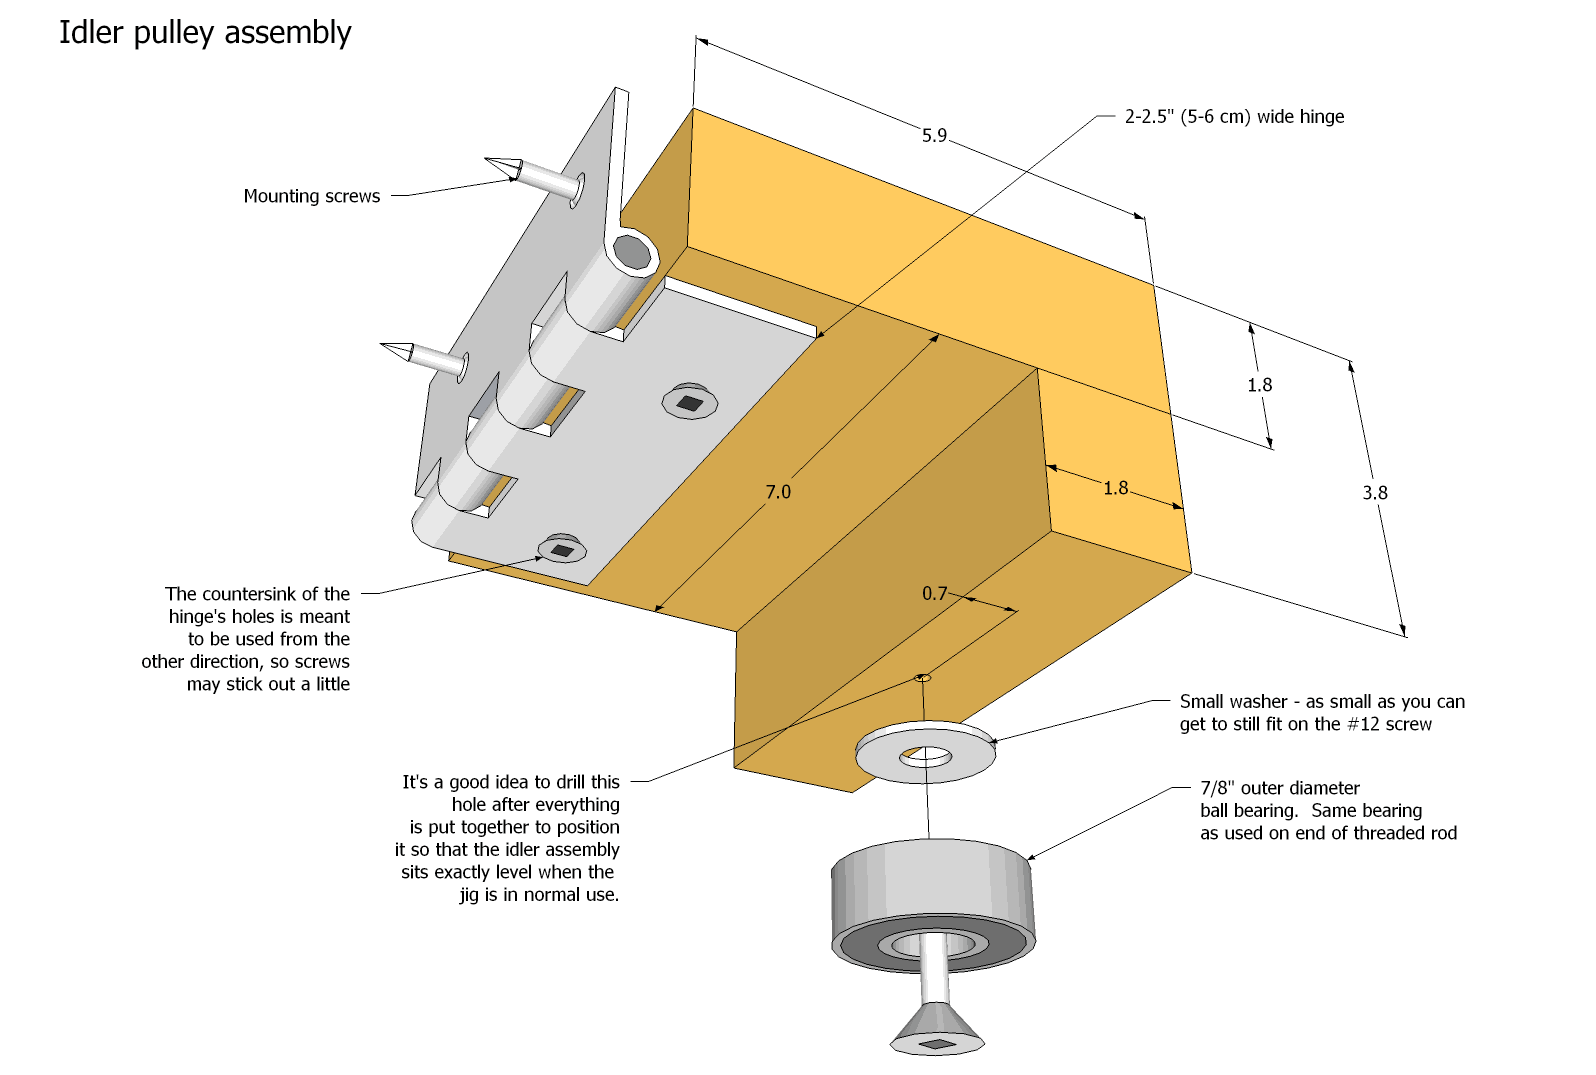 Idler pulley assembly
2-2.5" (5-6 cm) wide hinge
5.9
Mounting screws
1.8
7.0
1.8
3.8
The countersink of the
hinge's holes is meant
to be used from the
other direction, so screws
may stick out a little
0.7
Small washer - as small as you can
get to still fit on the #12 screw
It's a good idea to drill this
hole after everything
is put together to position
it so that the idler assembly
sits exactly level when the
jig is in normal use.
7/8" outer diameter
ball bearing.  Same bearing
as used on end of threaded rod